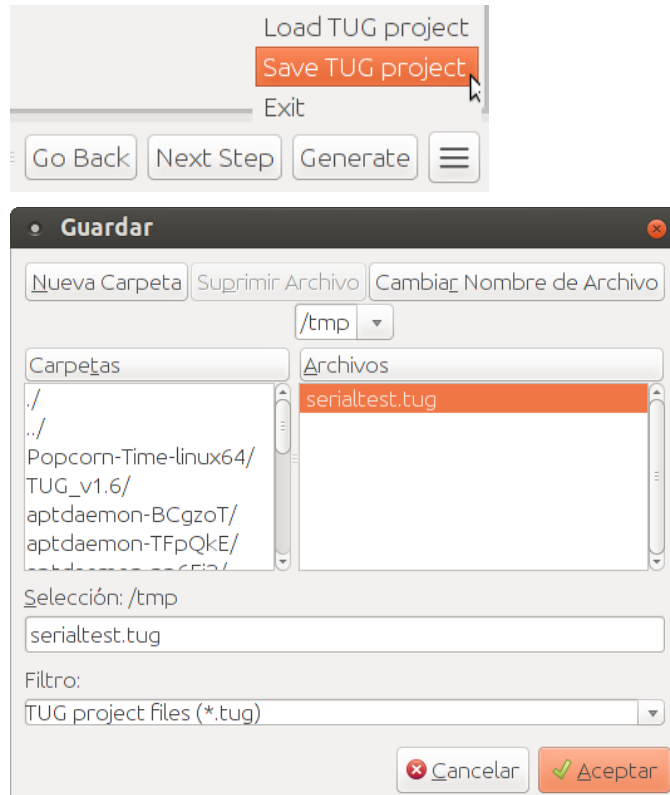 Load TUG project
Save TUG project
Exit
Go Back Next Step Generate
Guardar
Nueva Carpeta Suprimir Archivo Cambiar Nombre de Archivo
/tmp
Carpetas Archivos
./ serialtest.tug
../
Popcorn-Time-linux64/
TUG_v1.6/
aptdaemon-BCgzoT/
aptdaemon-TFpQkE/
Selección: /tmp
serialtest.tug
Filtro:
TUG project files (*.tug)
Cancelar Aceptar